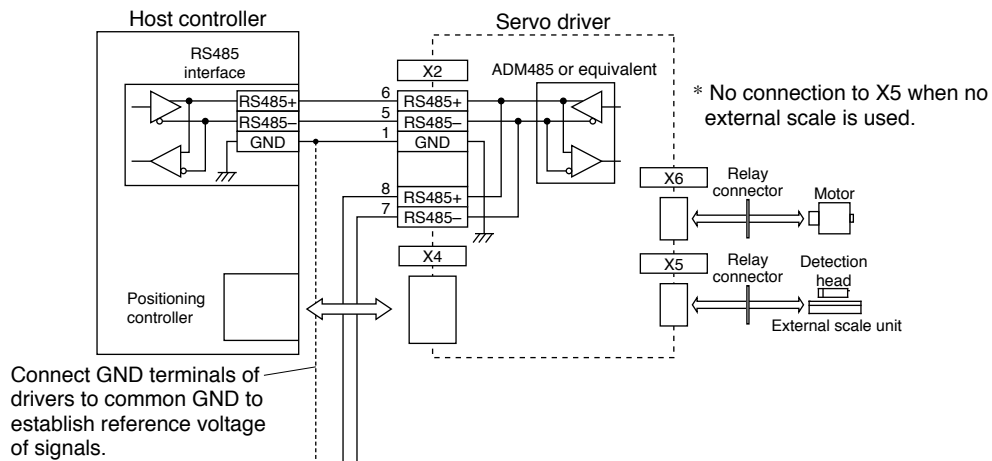 Host controller
Servo driver
RS485
interface
X2
ADM485 or equivalent
* No connection to X5 when no
external scale is used.
RS485+
6
RS485+
RS485–
5
RS485–
GND
1
GND
8
RS485+
7
RS485–
X6
Relay
connector
Motor
X4
X5
Relay
connector
Detection
head
External scale unit
Positioning
controller
Connect GND terminals of
drivers to common GND to
establish reference voltage
of signals.